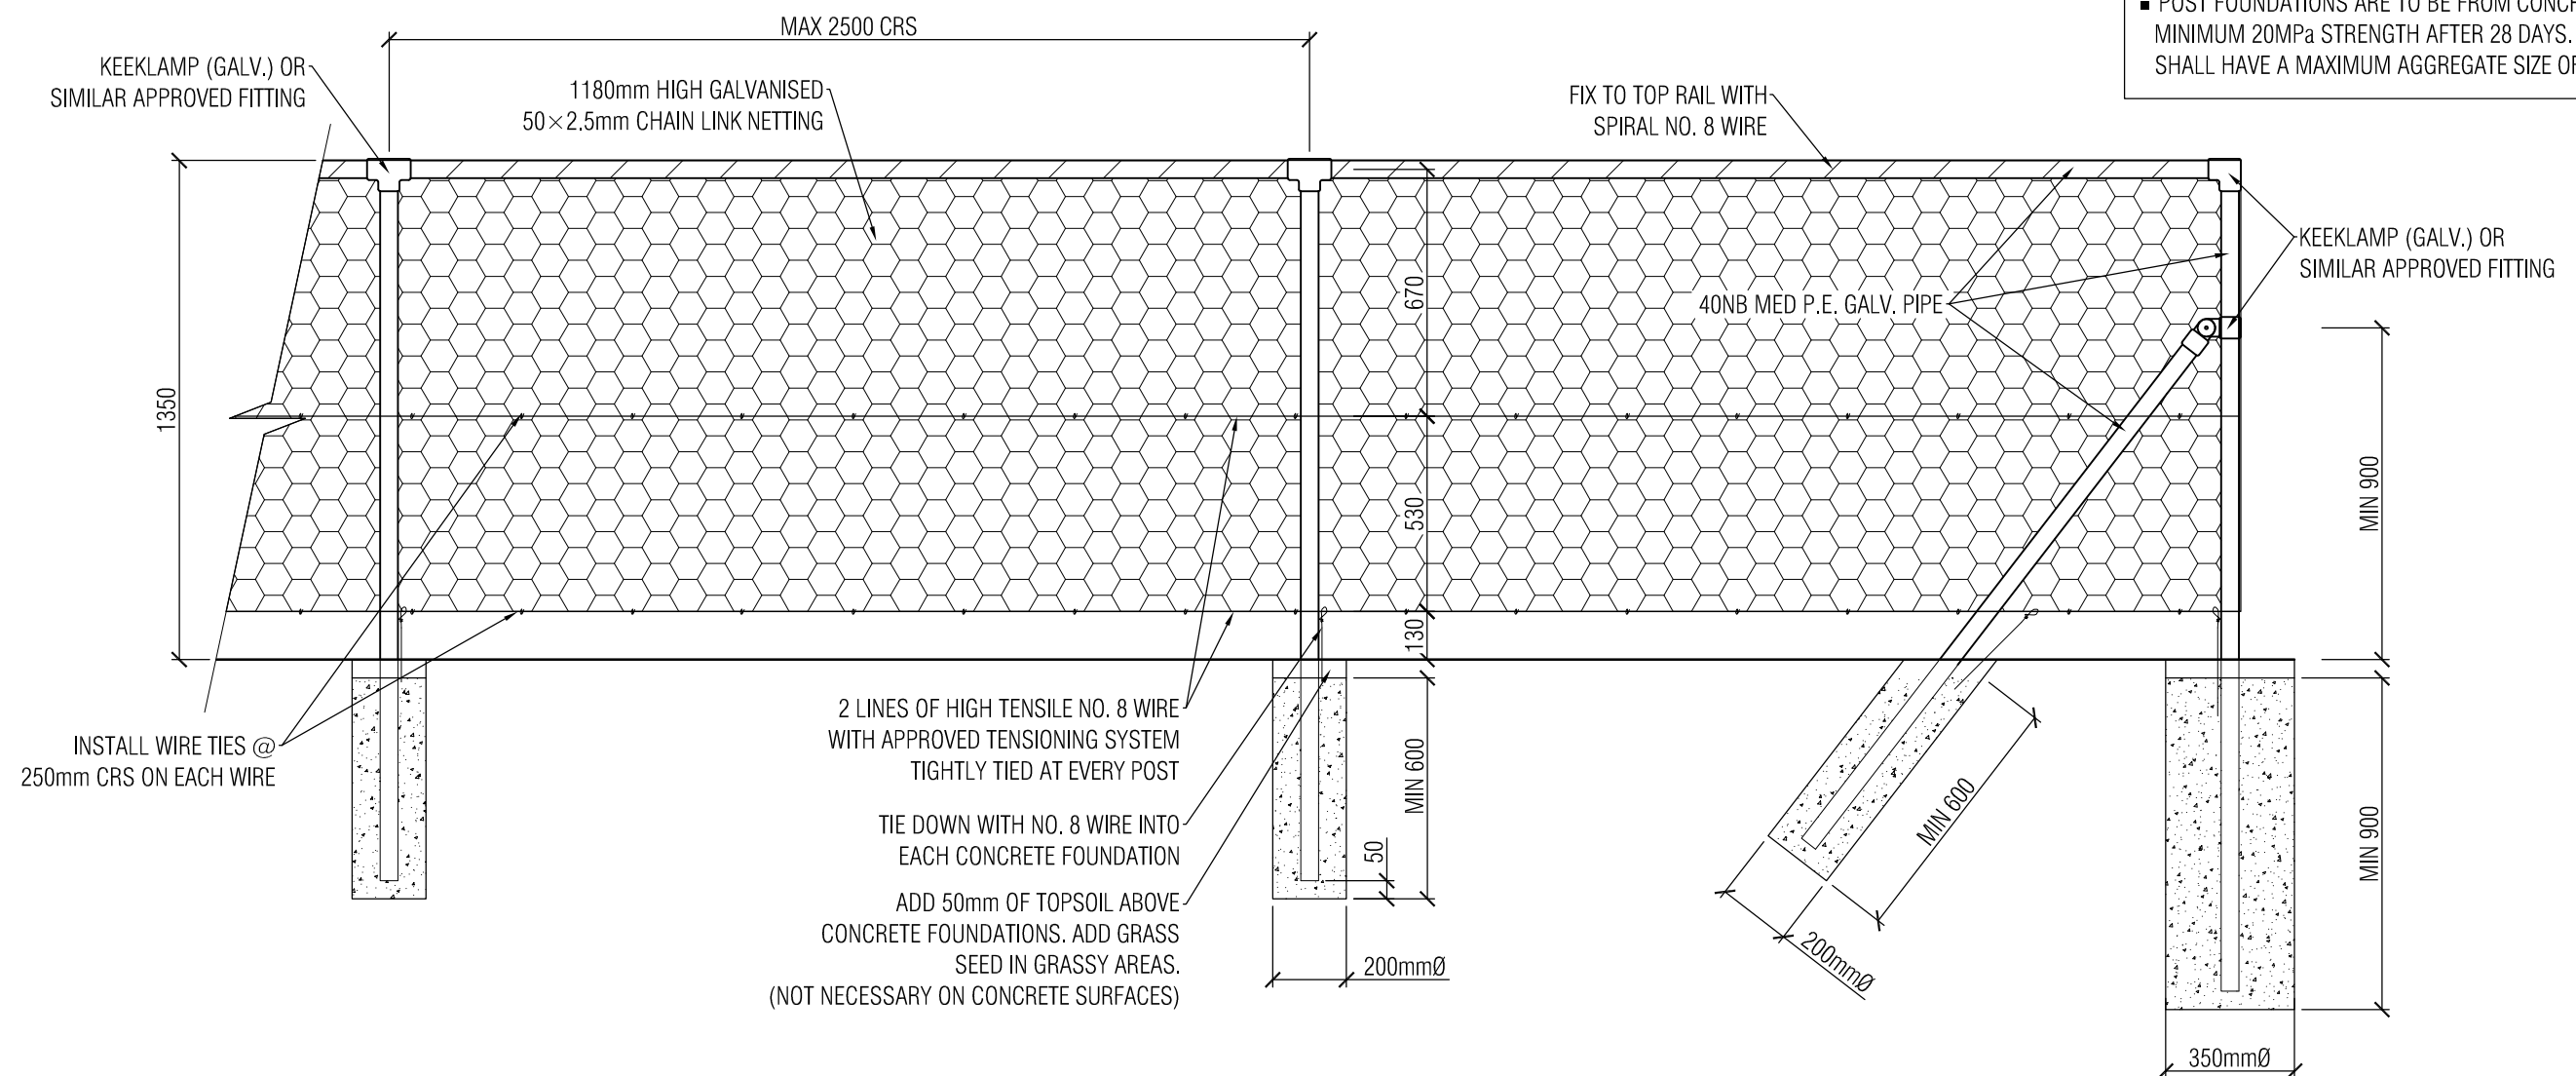 MAX 2500 CRS
POST FOUNDATIONS ARE TO BE FROM
MINIMUM 20MPa STRENGTH AFTER 28 DAYS.
SHALL HAVE A MAXIMUM AGGREGATE SIZE
KEEKLAMP (GALV.) OR
SIMILAR APPROVED FITTING
1180mm HIGH GALVANISED
50×2.5mm CHAIN LINK NETTING
FIX TO TOP RAIL WITH
SPIRAL NO. 8 WIRE
KEEKLAMP (GALV.) OR
SIMILAR APPROVED FITTING
40NB MED P.E. GALV. PIPE
1350
670
530
130
MIN 900
INSTALL WIRE TIES @
250mm CRS ON EACH WIRE
2 LINES OF HIGH TENSILE NO. 8 WIRE
WITH APPROVED TENSIONING SYSTEM
TIGHTLY TIED AT EVERY POST
TIE DOWN WITH NO. 8 WIRE INTO
EACH CONCRETE FOUNDATION
ADD 50mm OF TOPSOIL ABOVE
CONCRETE FOUNDATIONS. ADD GRASS
SEED IN GRASSY AREAS.
(NOT NECESSARY ON CONCRETE SURFACES)
MIN 600
50
200mmØ
MIN 600
200mmØ
MIN 900
350mmØ